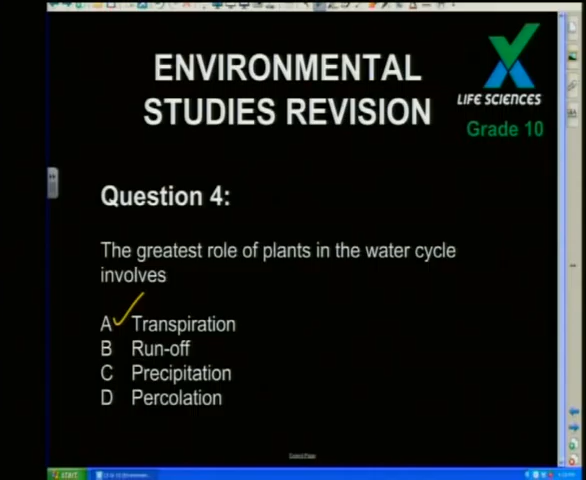 ENVIRONMENTAL
STUDIES REVISION
LIFE SCIENCES
Grade 10
Question 4:
The greatest role of plants in the water cycle
involves
A Transpiration
B Run-off
C Precipitation
D Percolation
START